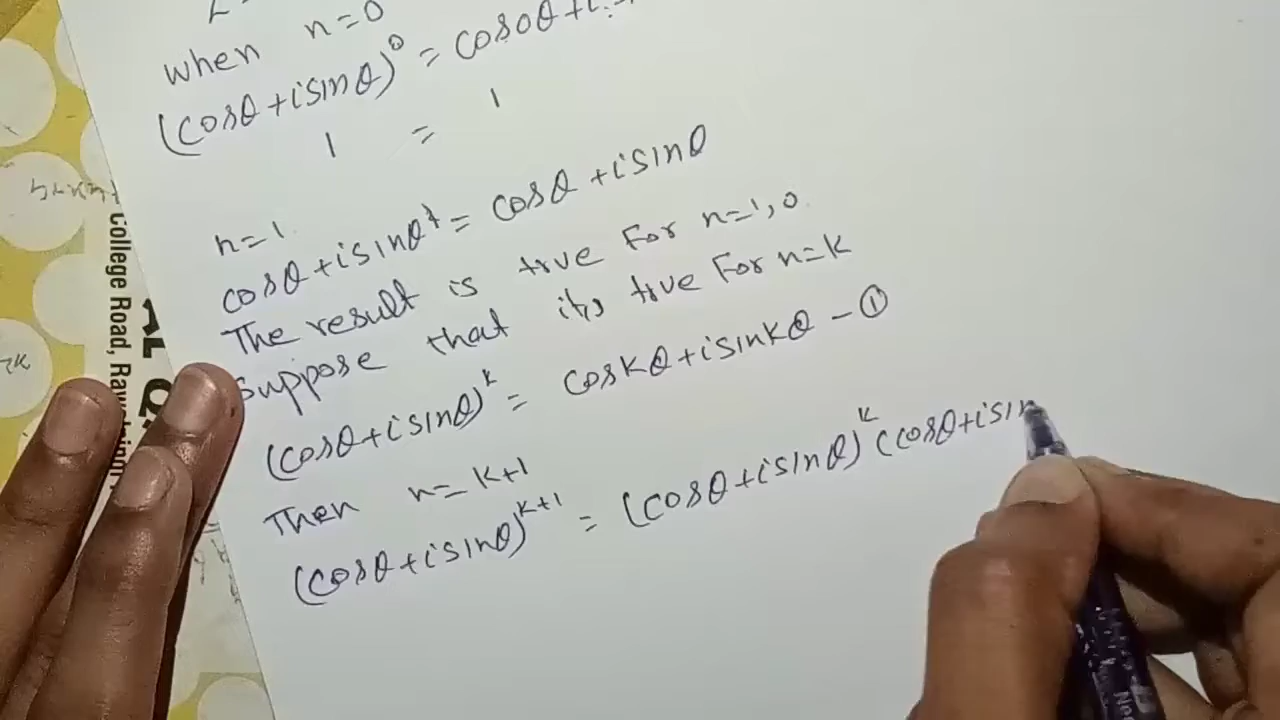 when n=0
(cosθ+isinθ)⁰ = cos0θ+i
1 = 1
n=1
cosθ+isinθ¹ = cosθ+isinθ
The result is true For n=1,0
Suppose that its true For n=k
(cosθ+isinθ)ᵏ = coskθ+isinkθ - ①
Then n=k+1
(cosθ+isinθ)ᵏ⁺¹ = (cosθ+isinθ)ᵏ(cosθ+isin
College Road,